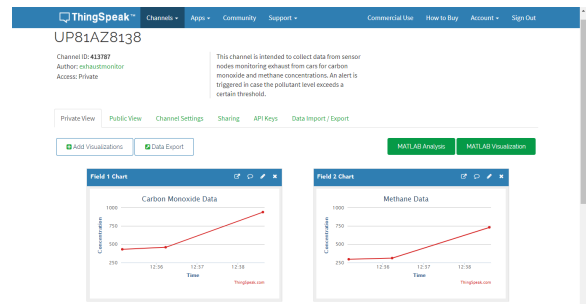 ThingSpeak™ Channels Apps Community Support Commercial Use How to Buy Account Sign Out
UP81AZ8138
Channel ID: 413787
Author: exhaustmonitor
Access: Private
This channel is intended to collect data from sensor
nodes monitoring exhaust from cars for carbon
monoxide and methane concentrations. An alert is
triggered in case the pollutant level exceeds a
certain threshold.
Private View Public View Channel Settings Sharing API Keys Data Import / Export
Add Visualizations Data Export MATLAB Analysis MATLAB Visualization
Field 1 Chart
Carbon Monoxide Data
Concentration
1000
750
500
250
12:36 12:37 12:38
Time
ThingSpeak.com
Field 2 Chart
Methane Data
Concentration
1000
750
500
250
12:36 12:37 12:38
Time
ThingSpeak.com